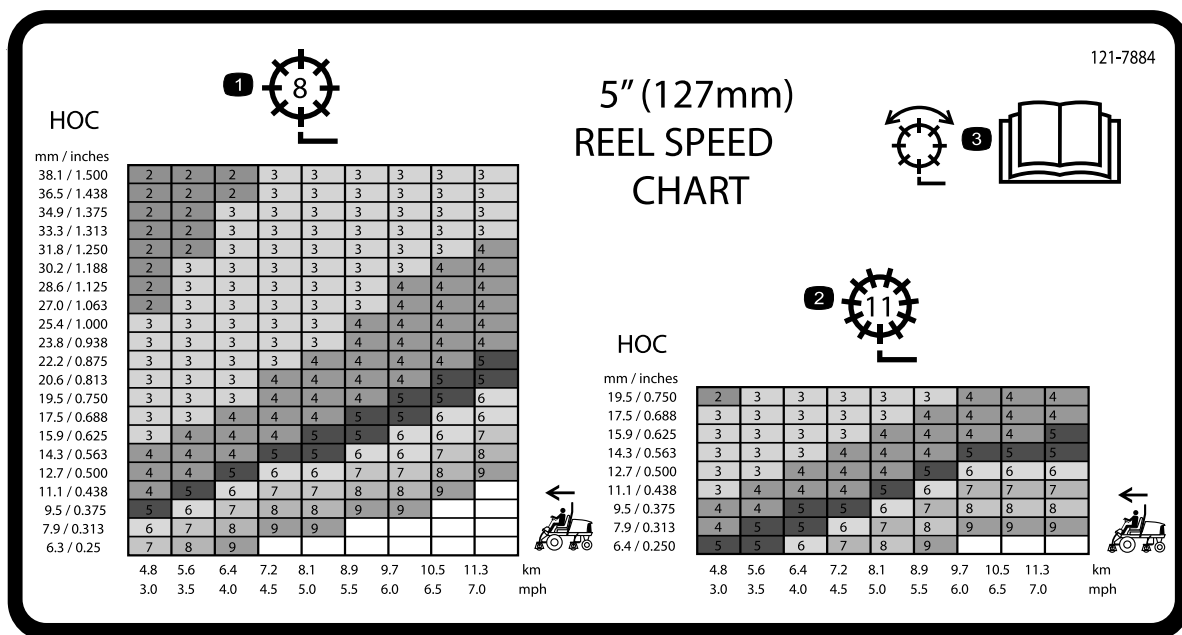 121-7884
5” (127mm)
REEL SPEED
CHART
1
8
HOC
mm / inches
38.1 / 1.500 2 2 2 3 3 3 3 3 3
36.5 / 1.438 2 2 2 3 3 3 3 3 3
34.9 / 1.375 2 2 3 3 3 3 3 3 3
33.3 / 1.313 2 2 3 3 3 3 3 3 3
31.8 / 1.250 2 2 3 3 3 3 3 3 4
30.2 / 1.188 2 3 3 3 3 3 3 4 4
28.6 / 1.125 2 3 3 3 3 3 4 4 4
27.0 / 1.063 2 3 3 3 3 3 4 4 4
25.4 / 1.000 3 3 3 3 3 4 4 4 4
23.8 / 0.938 3 3 3 3 3 4 4 4 4
22.2 / 0.875 3 3 3 3 4 4 4 4 5
20.6 / 0.813 3 3 3 4 4 4 4 5 5
19.5 / 0.750 3 3 3 4 4 4 5 5 6
17.5 / 0.688 3 3 4 4 4 5 5 6 6
15.9 / 0.625 3 4 4 4 5 5 6 6 7
14.3 / 0.563 4 4 4 5 5 6 6 7 8
12.7 / 0.500 4 4 5 6 6 7 7 8 9
11.1 / 0.438 4 5 6 7 7 8 8 9
9.5 / 0.375 5 6 7 8 8 9 9
7.9 / 0.313 6 7 8 9 9
6.3 / 0.25 7 8 9
4.8 5.6 6.4 7.2 8.1 8.9 9.7 10.5 11.3 km
3.0 3.5 4.0 4.5 5.0 5.5 6.0 6.5 7.0 mph
3
2
11
HOC
mm / inches
19.5 / 0.750 2 3 3 3 3 3 4 4 4
17.5 / 0.688 3 3 3 3 3 4 4 4 4
15.9 / 0.625 3 3 3 3 4 4 4 4 5
14.3 / 0.563 3 3 3 4 4 4 5 5 5
12.7 / 0.500 3 3 4 4 4 5 6 6 6
11.1 / 0.438 3 4 4 4 5 6 7 7 7
9.5 / 0.375 4 4 5 5 6 7 8 8 8
7.9 / 0.313 4 5 5 6 7 8 9 9 9
6.4 / 0.250 5 5 6 7 8 9
4.8 5.6 6.4 7.2 8.1 8.9 9.7 10.5 11.3 km
3.0 3.5 4.0 4.5 5.0 5.5 6.0 6.5 7.0 mph